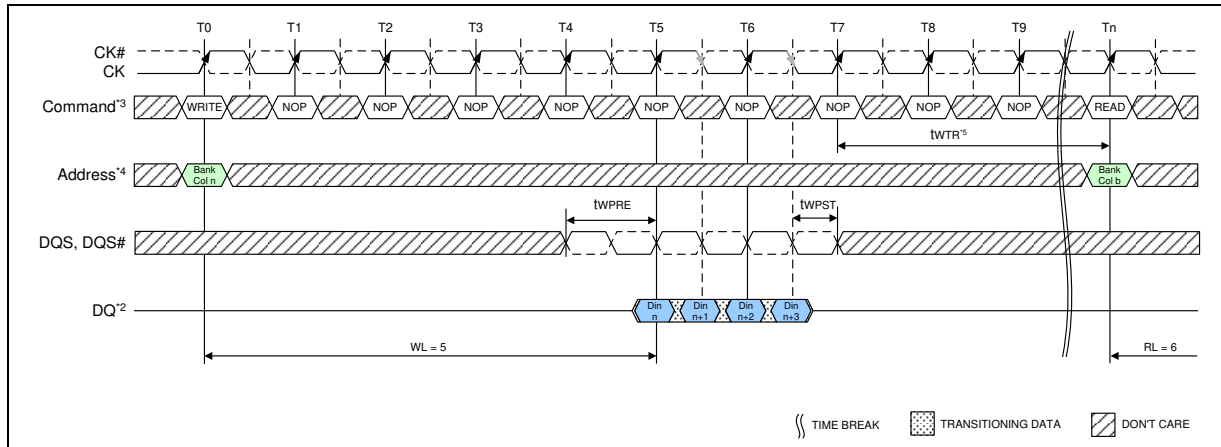 T0 T1 T2 T3 T4 T5 T6 T7 T8 T9 Tn
CK#
CK
Command*3 WRITE NOP NOP NOP NOP NOP NOP NOP NOP NOP READ
tWTR*5
Address*4 Bank Col n Bank Col b
tWPRE tWPST
DQS, DQS#
DQ*2 Din n Din n+1 Din n+2 Din n+3
WL = 5 RL = 6
TIME BREAK TRANSITIONING DATA DON'T CARE